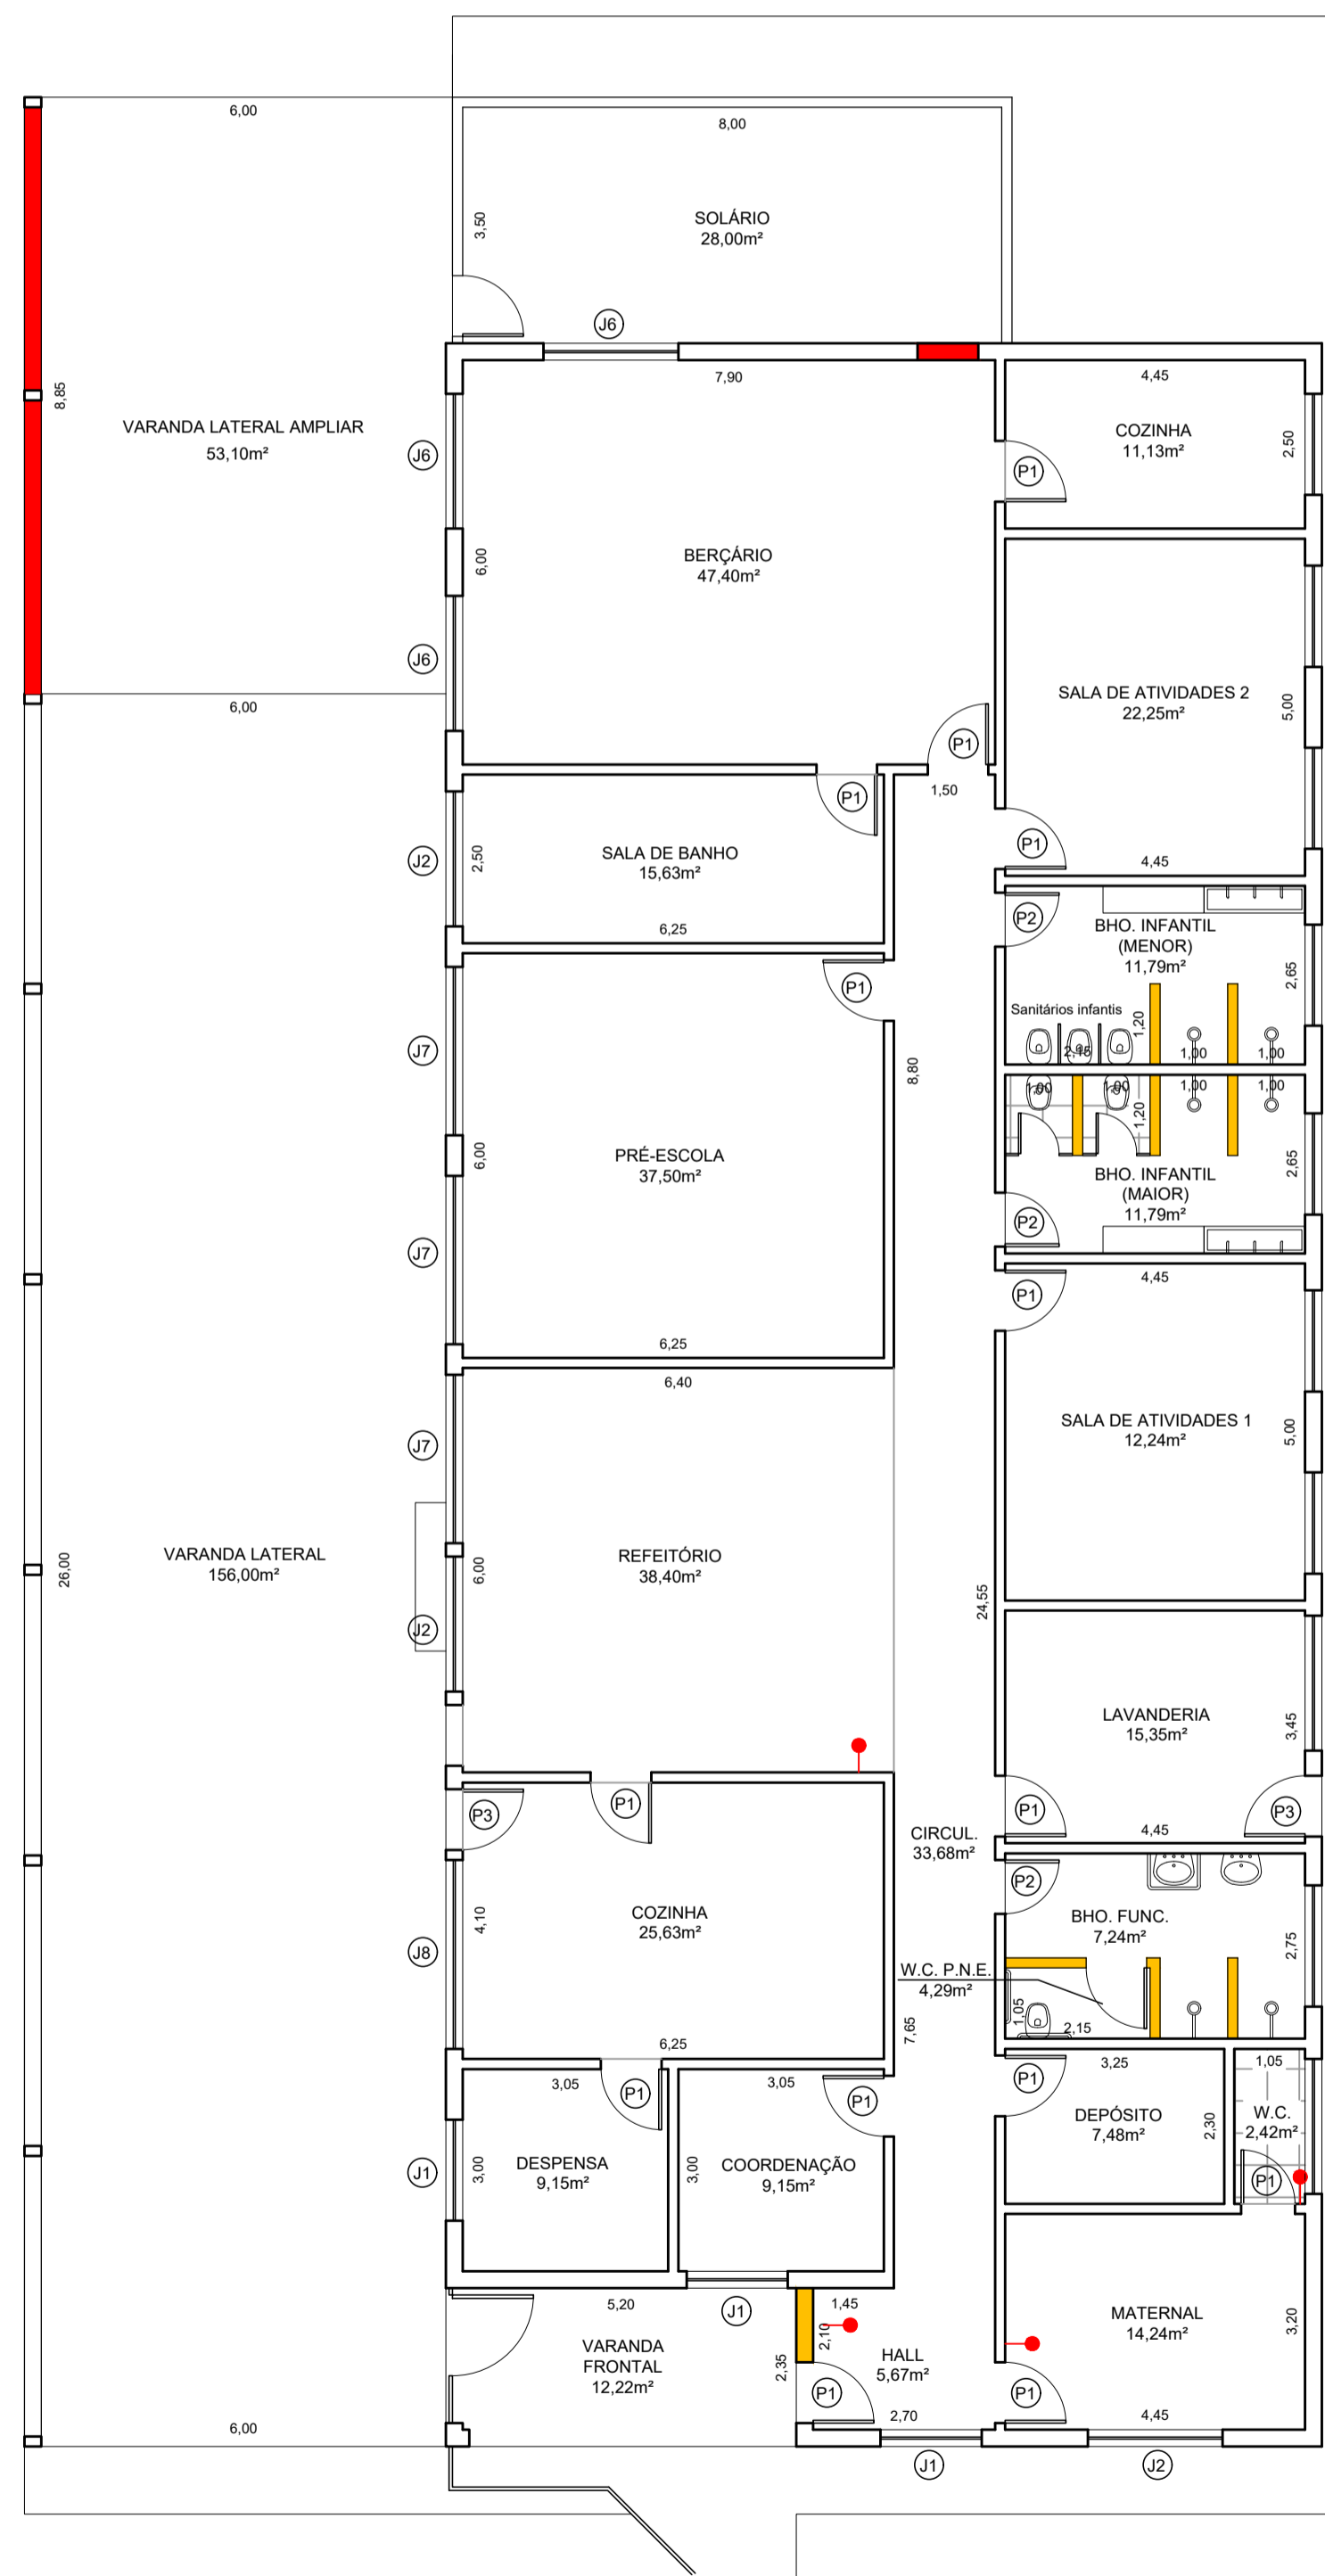 6,00
8,00
3,50
SOLÁRIO
28,00m²
J6
8,85
VARANDA LATERAL AMPLIAR
53,10m²
J6
7,90
4,45
COZINHA
11,13m²
2,50
P1
BERÇÁRIO
47,40m²
6,00
J6
6,00
SALA DE ATIVIDADES 2
22,25m²
5,00
P1
1,50
P1
P1
4,45
J2
2,50
SALA DE BANHO
15,63m²
6,25
P2
BHO. INFANTIL
(MENOR)
11,79m²
2,65
P1
Sanitários infantis
1,20
2,15
1,00
1,00
J7
8,80
1,00
1,00
1,00
1,00
1,20
PRÉ-ESCOLA
37,50m²
6,00
BHO. INFANTIL
(MAIOR)
11,79m²
2,65
P2
J7
P1
4,45
6,25
6,40
J7
SALA DE ATIVIDADES 1
12,24m²
5,00
VARANDA LATERAL
156,00m²
26,00
REFEITÓRIO
38,40m²
6,00
24,55
J2
LAVANDERIA
15,35m²
3,45
P3
P1
P1
P3
4,45
CIRCUL.
33,68m²
P2
COZINHA
25,63m²
4,10
J8
BHO. FUNC.
7,24m²
2,75
W.C. P.N.E.
4,29m²
1,05
2,15
7,65
6,25
3,05
P1
3,05
P1
P1
3,25
1,05
DEPÓSITO
7,48m²
2,30
W.C.
2,42m²
P1
J1
3,00
DESPENSA
9,15m²
3,00
COORDENAÇÃO
9,15m²
5,20
J1
1,45
2,10
MATERNAL
14,24m²
3,20
VARANDA
FRONTAL
12,22m²
2,35
HALL
5,67m²
P1
P1
6,00
2,70
4,45
J1
J2